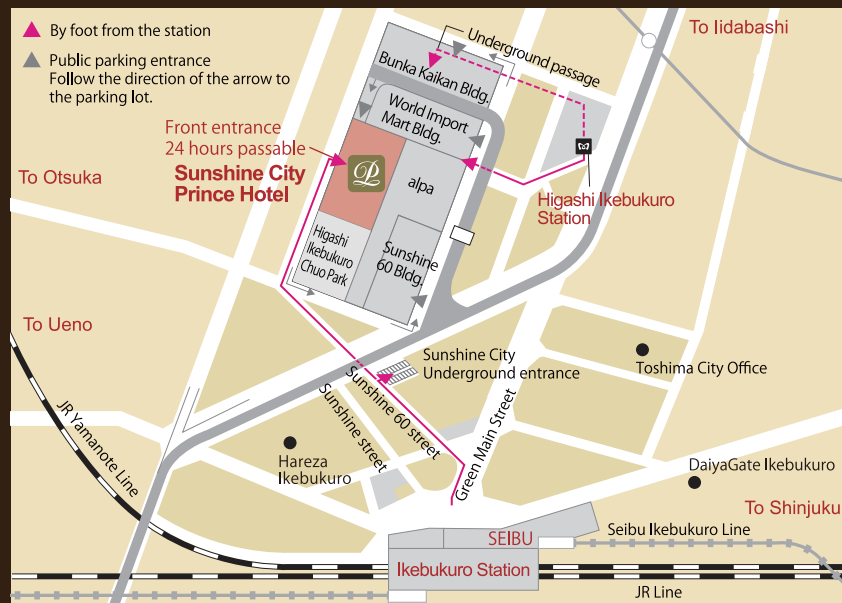 By foot from the station
Public parking entrance
Follow the direction of the arrow to
the parking lot.
To Iidabashi
Underground passage
Bunka Kaikan Bldg.
World Import
Mart Bldg.
Front entrance
24 hours passable
Sunshine City
Prince Hotel
To Otsuka
alpa
Higashi Ikebukuro
Station
Higashi
Ikebukuro
Chuo Park
Sunshine
60 Bldg.
To Ueno
Sunshine City
Underground entrance
Toshima City Office
Sunshine 60 street
Sunshine street
Green Main Street
JR Yamanote Line
Hareza
Ikebukuro
DaiyaGate Ikebukuro
To Shinjuku
SEIBU
Seibu Ikebukuro Line
Ikebukuro Station
JR Line